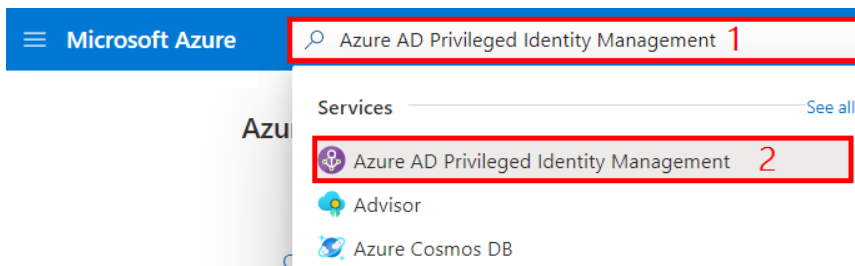 Microsoft Azure
Azure AD Privileged Identity Management 1
Services
See all
Azu
Azure AD Privileged Identity Management 2
Advisor
Azure Cosmos DB